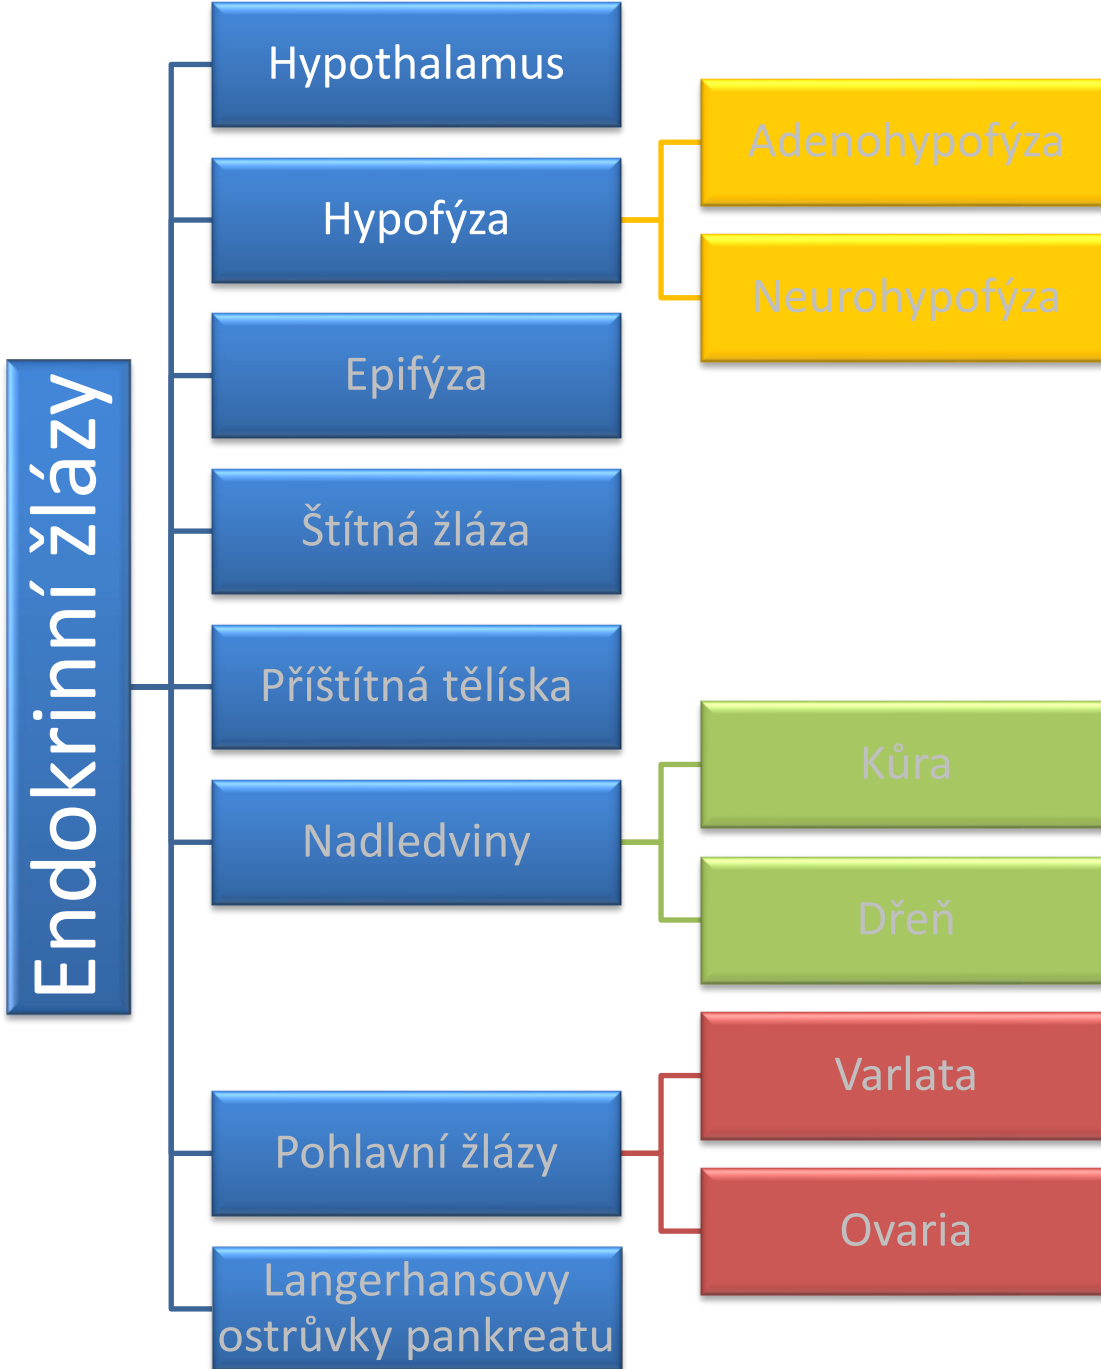 Endokrinní žlázy
Hypothalamus
Hypofýza
Adenohypofýza
Neurohypofýza
Epifýza
Štítná žláza
Příštítná tělíska
Nadledviny
Kůra
Dřeň
Pohlavní žlázy
Varlata
Ovaria
Langerhansovy
ostrůvky pankreatu